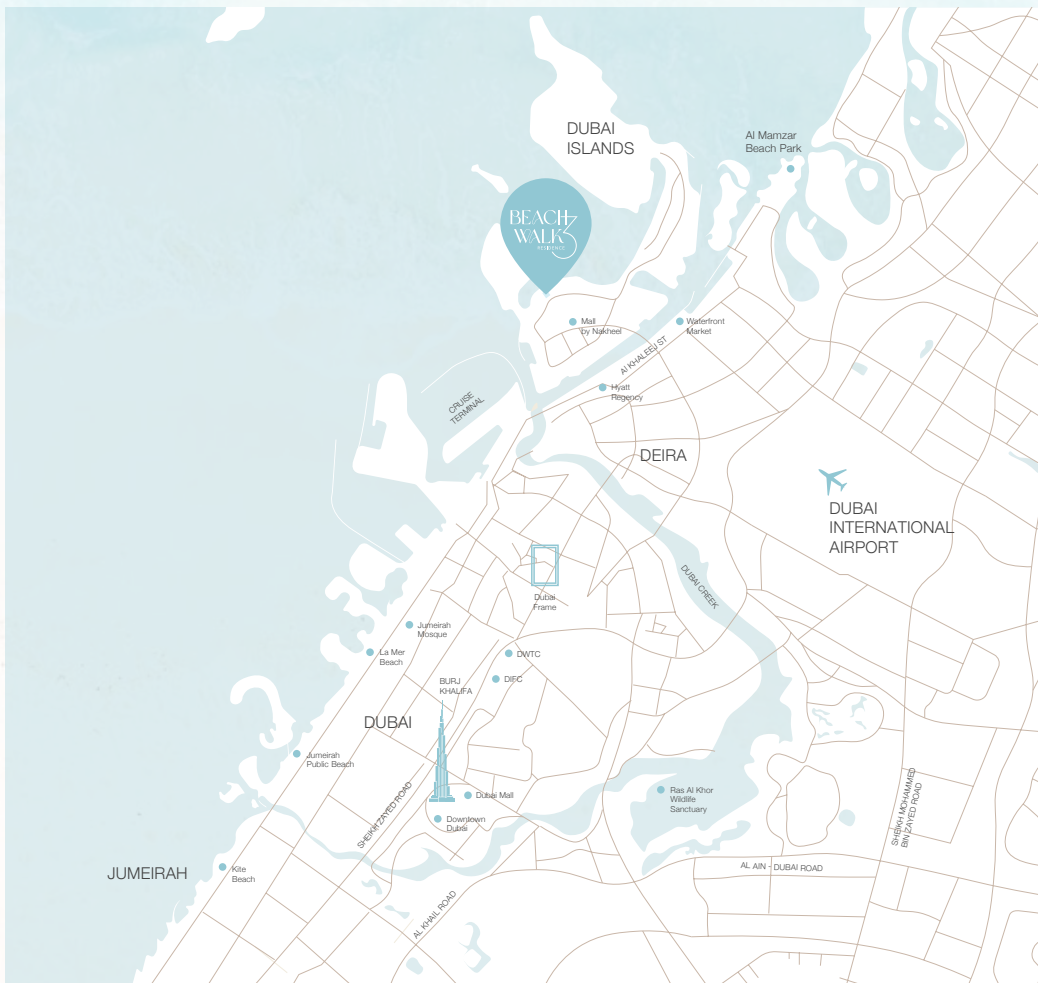 DUBAI
ISLANDS
Al Mamzar
Beach Park
BEACH
WALK 3
RESIDENCE
Mall
by Nakheel
Waterfront
Market
Al KHALEEJ ST
Hyatt
Regency
CRUISE
TERMINAL
DEIRA
DUBAI
INTERNATIONAL
AIRPORT
DUBAI CREEK
Dubai
Frame
Jumeirah
Mosque
La Mer
Beach
DWTC
DIFC
BURJ
KHALIFA
DUBAI
Jumeirah
Public Beach
SHEIKH ZAYED ROAD
Dubai Mall
Downtown
Dubai
Ras Al Khor
Wildlife
Sanctuary
SHEIKH MOHAMMED
BIN ZAYED ROAD
JUMEIRAH
Kite
Beach
AL AIN - DUBAI ROAD
AL KHAIL ROAD